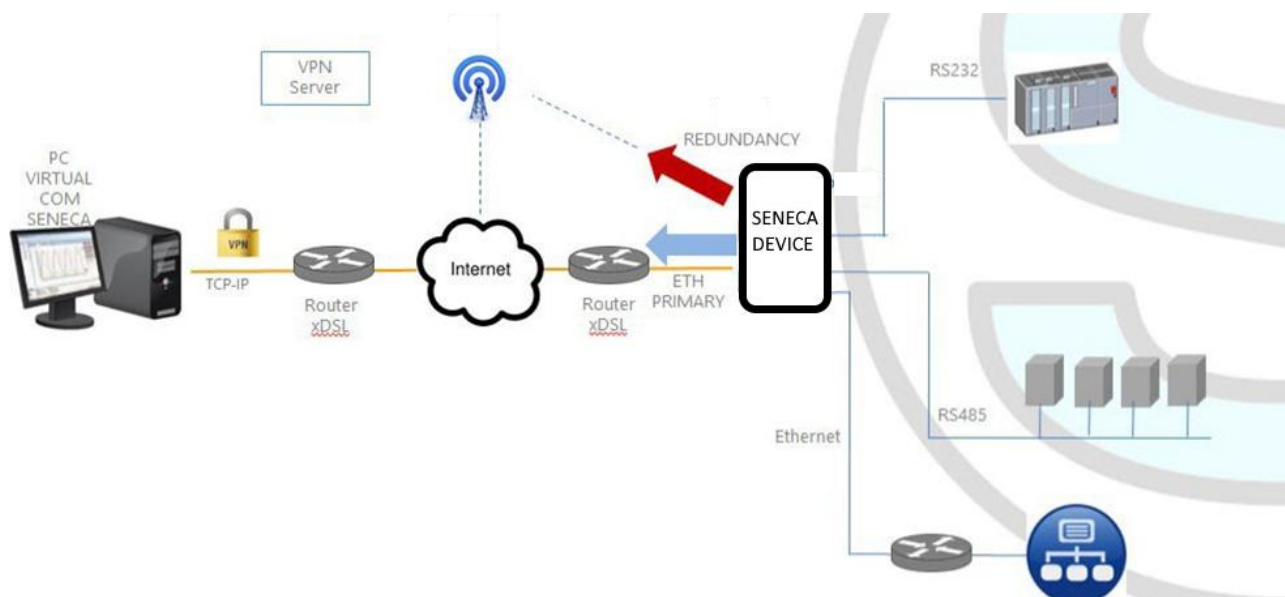 VPN
Server
RS232
REDUNDANCY
PC
VIRTUAL
COM
SENECA
VPN
SENECA
DEVICE
Internet
TCP-IP
ETH
PRIMARY
Router
xDSL
Router
xDSL
RS485
Ethernet